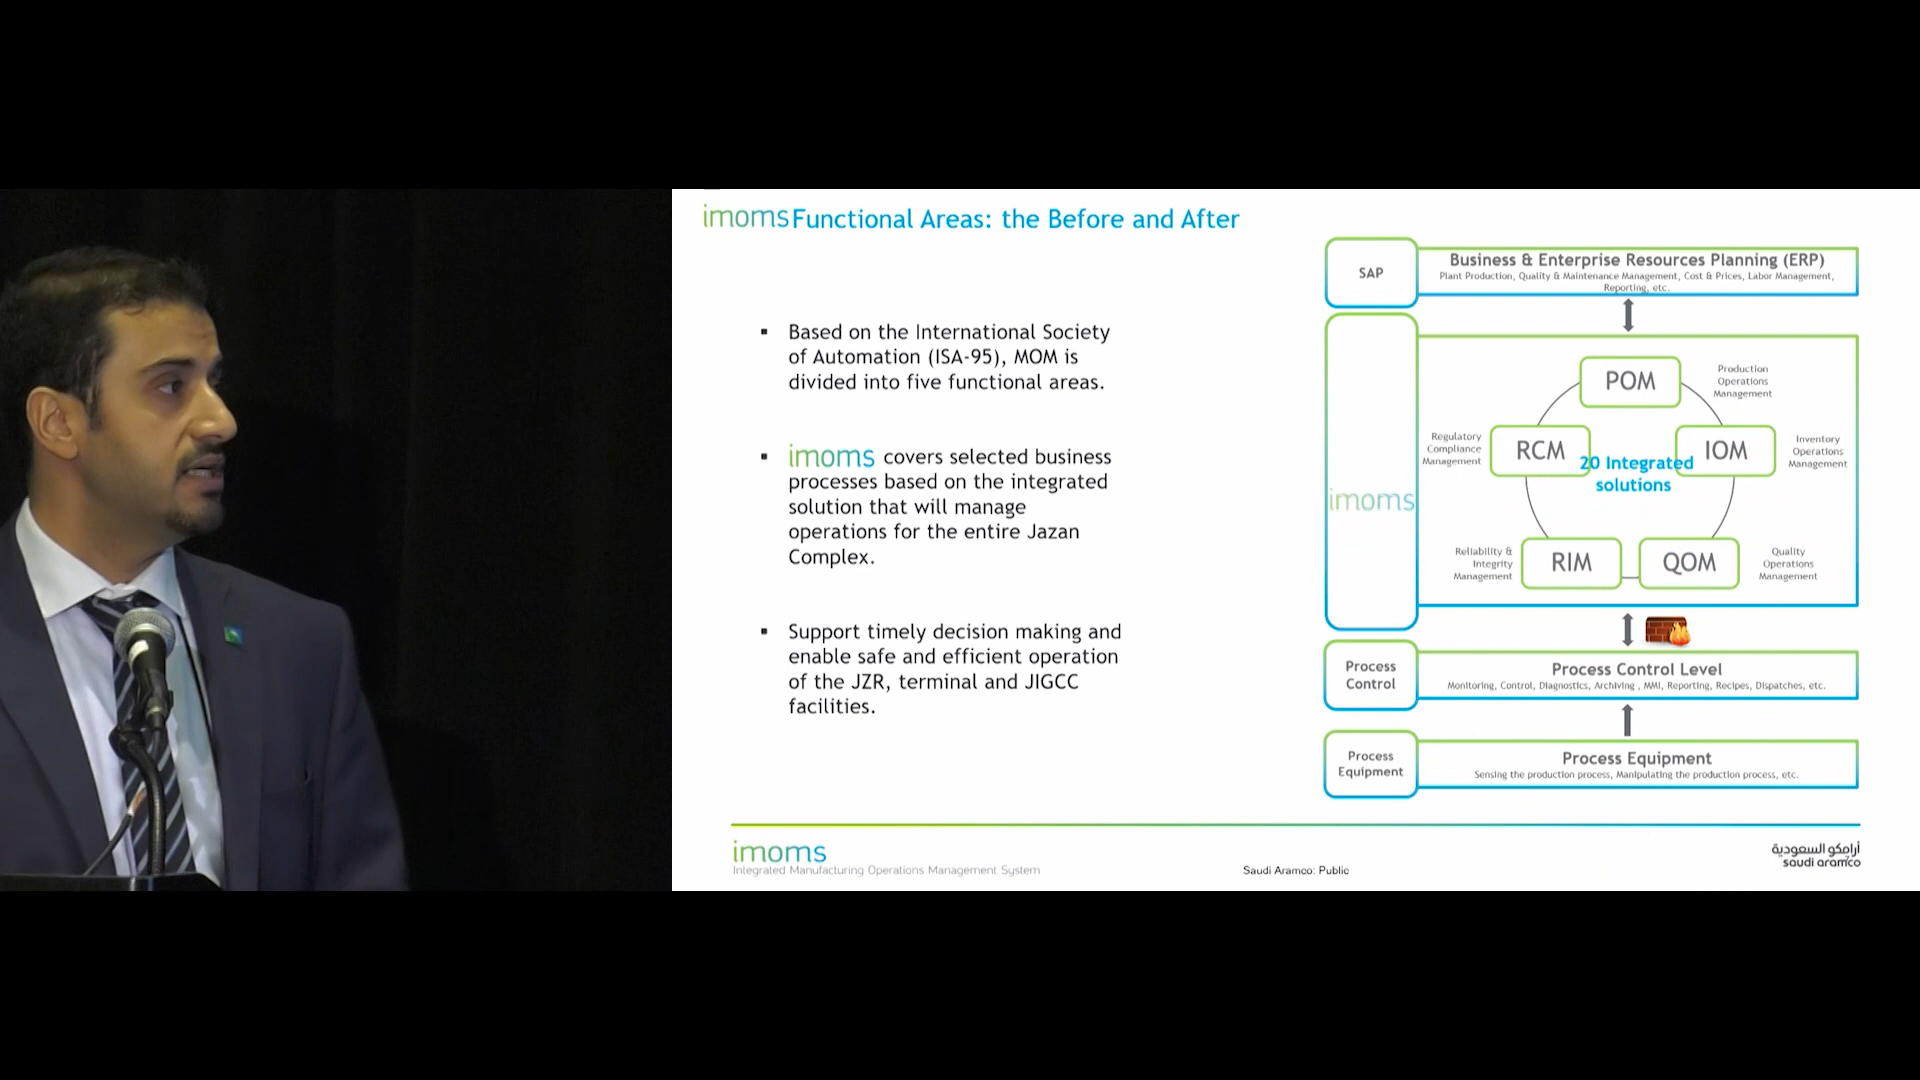 imoms Functional Areas: the Before and After
▪ Based on the International Society
of Automation (ISA-95), MOM is
divided into five functional areas.
▪ imoms covers selected business
processes based on the integrated
solution that will manage
operations for the entire Jazan
Complex.
▪ Support timely decision making and
enable safe and efficient operation
of the JZR, terminal and JIGCC
facilities.
SAP
Business & Enterprise Resources Planning (ERP)
Plant Production, Quality & Maintenance Management, Cost & Prices, Labor Management,
Reporting, etc.
imoms
POM
Production
Operations
Management
Regulatory
Compliance
Management
RCM
20 Integrated
solutions
IOM
Inventory
Operations
Management
Reliability &
Integrity
Management
RIM
QOM
Quality
Operations
Management
Process
Control
Process Control Level
Monitoring, Control, Diagnostics, Archiving , MMI, Reporting, Recipes, Dispatches, etc.
Process
Equipment
Process Equipment
Sensing the production process, Manipulating the production process, etc.
imoms
Integrated Manufacturing Operations Management System
Saudi Aramco: Public
أرامكو السعودية
saudi aramco